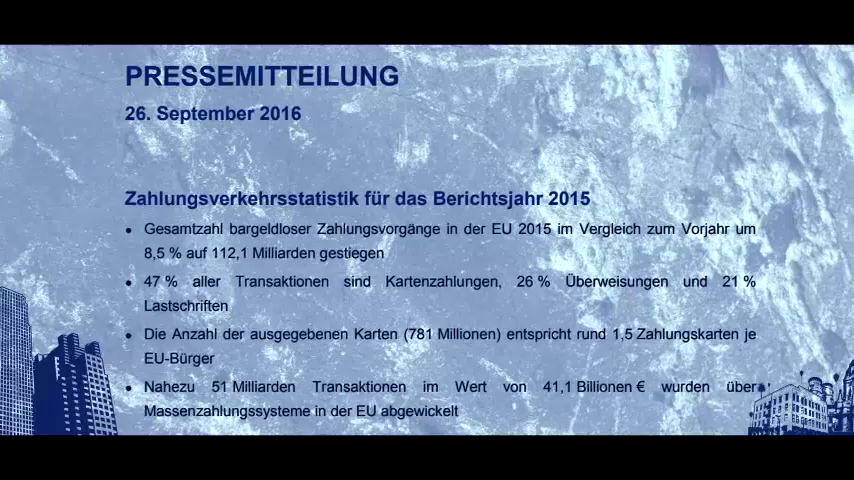 PRESSEMITTEILUNG
26. September 2016
Zahlungsverkehrsstatistik für das Berichtsjahr 2015
• Gesamtzahl bargeldloser Zahlungsvorgänge in der EU 2015 im Vergleich zum Vorjahr um
8,5 % auf 112,1 Milliarden gestiegen
• 47 % aller Transaktionen sind Kartenzahlungen, 26 % Überweisungen und 21 %
Lastschriften
• Die Anzahl der ausgegebenen Karten (781 Millionen) entspricht rund 1,5 Zahlungskarten je
EU-Bürger
• Nahezu 51 Milliarden Transaktionen im Wert von 41,1 Billionen € wurden über
Massenzahlungssysteme in der EU abgewickelt